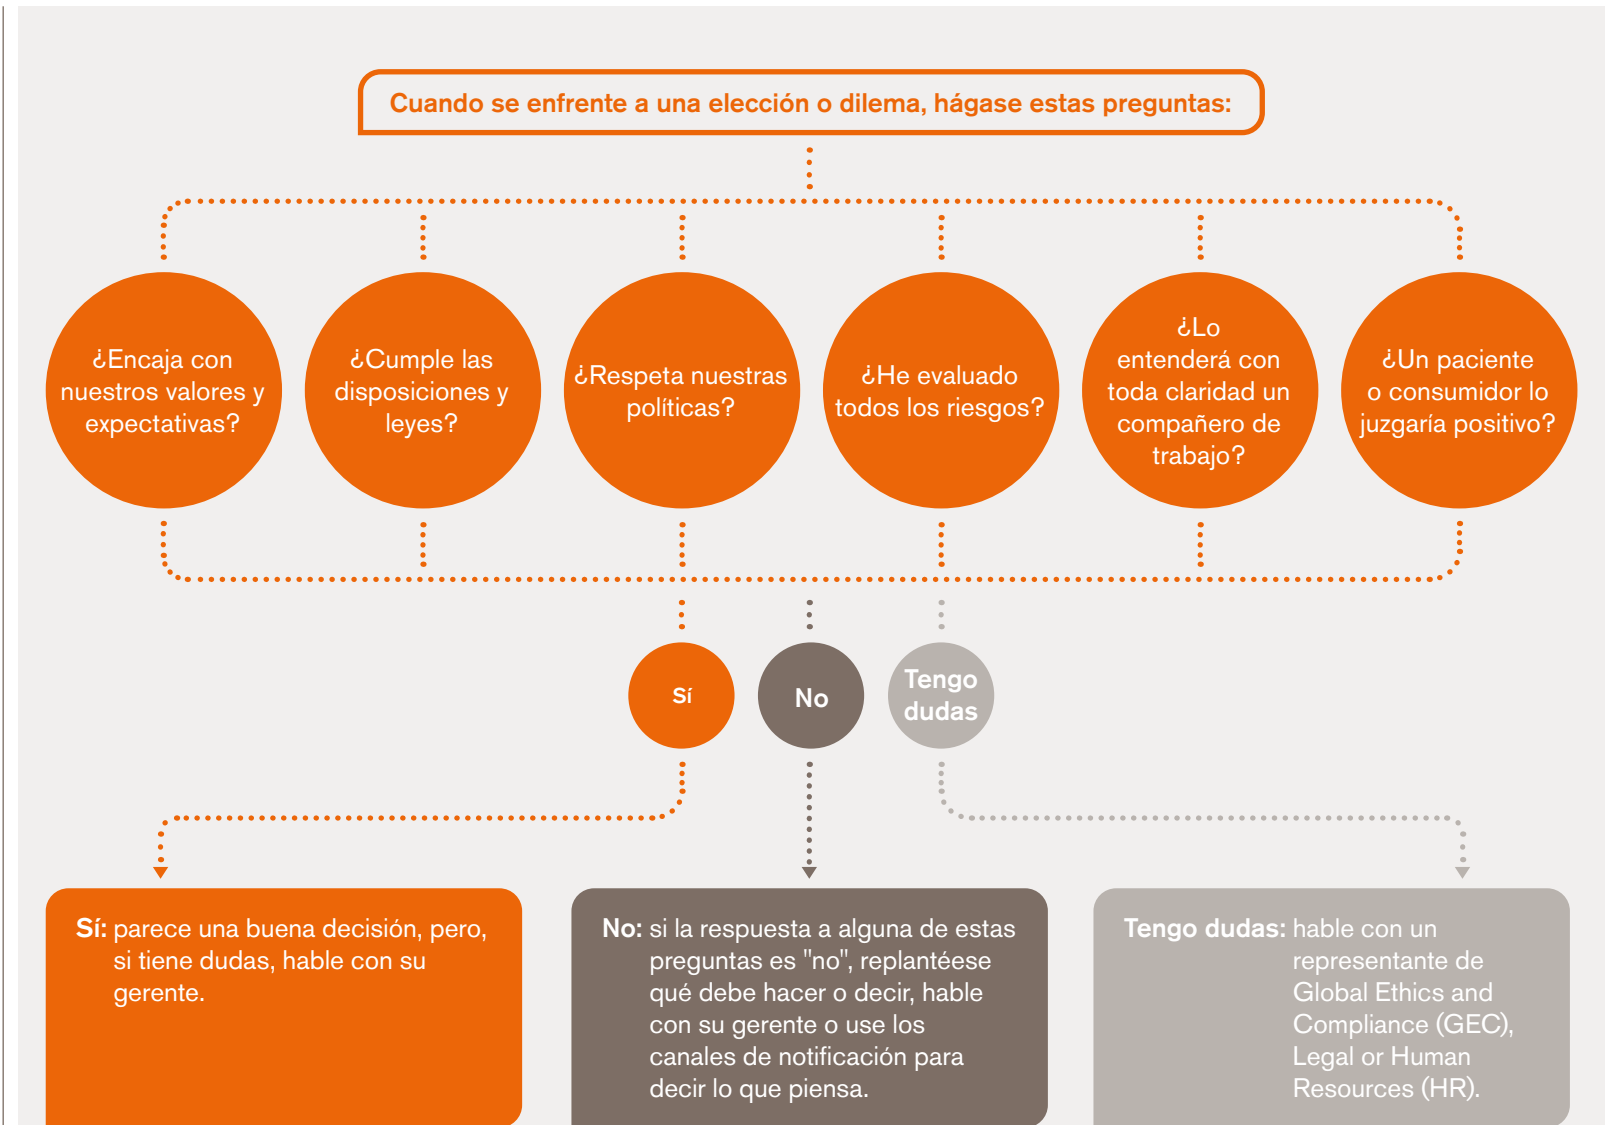 Cuando se enfrente a una elección o dilema, hágase estas preguntas:
¿Encaja con
nuestros valores y
expectativas?
¿Cumple las
disposiciones y
leyes?
¿Respeta nuestras
políticas?
¿He evaluado
todos los riesgos?
¿Lo
entenderá con
toda claridad un
compañero de
trabajo?
¿Un paciente
o consumidor lo
juzgaría positivo?
Sí
No
Tengo
dudas
Sí: parece una buena decisión, pero,
si tiene dudas, hable con su
gerente.
No: si la respuesta a alguna de estas
preguntas es "no", replantéese
qué debe hacer o decir, hable
con su gerente o use los
canales de notificación para
decir lo que piensa.
Tengo dudas: hable con un
representante de
Global Ethics and
Compliance (GEC),
Legal or Human
Resources (HR).